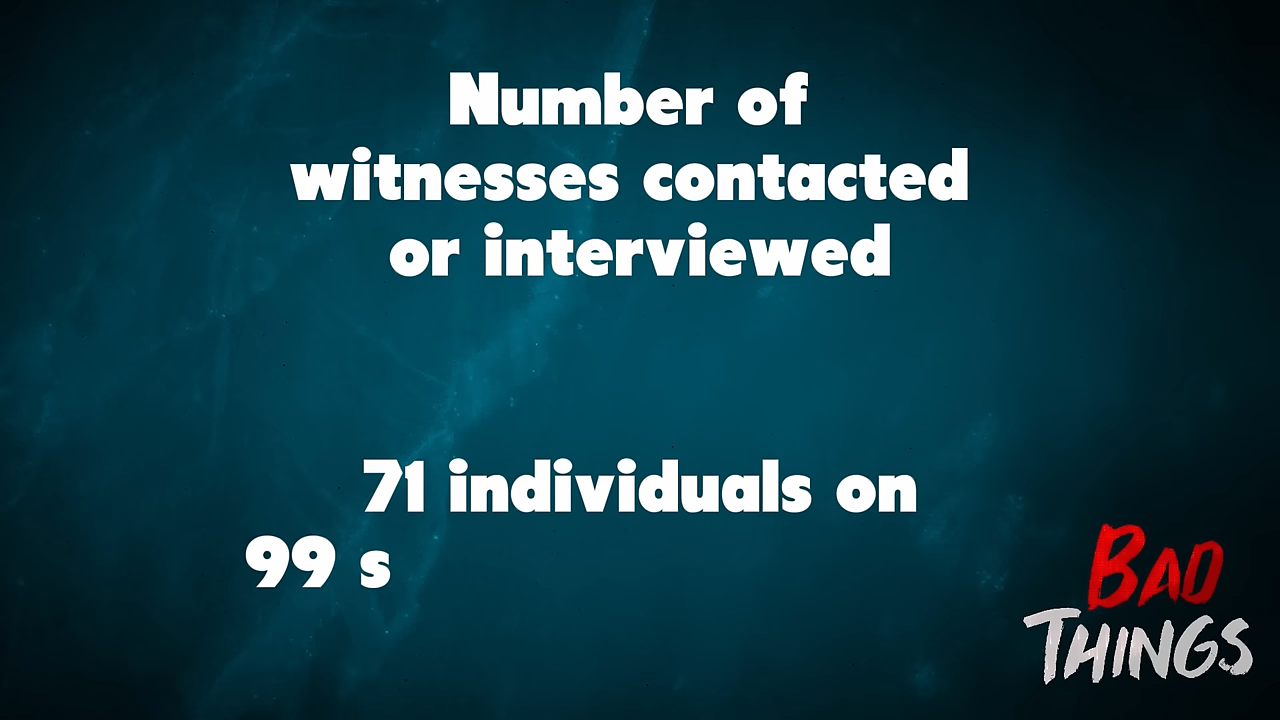 Number of
witnesses contacted
or interviewed
71 individuals on
99 s
BAD
THINGS